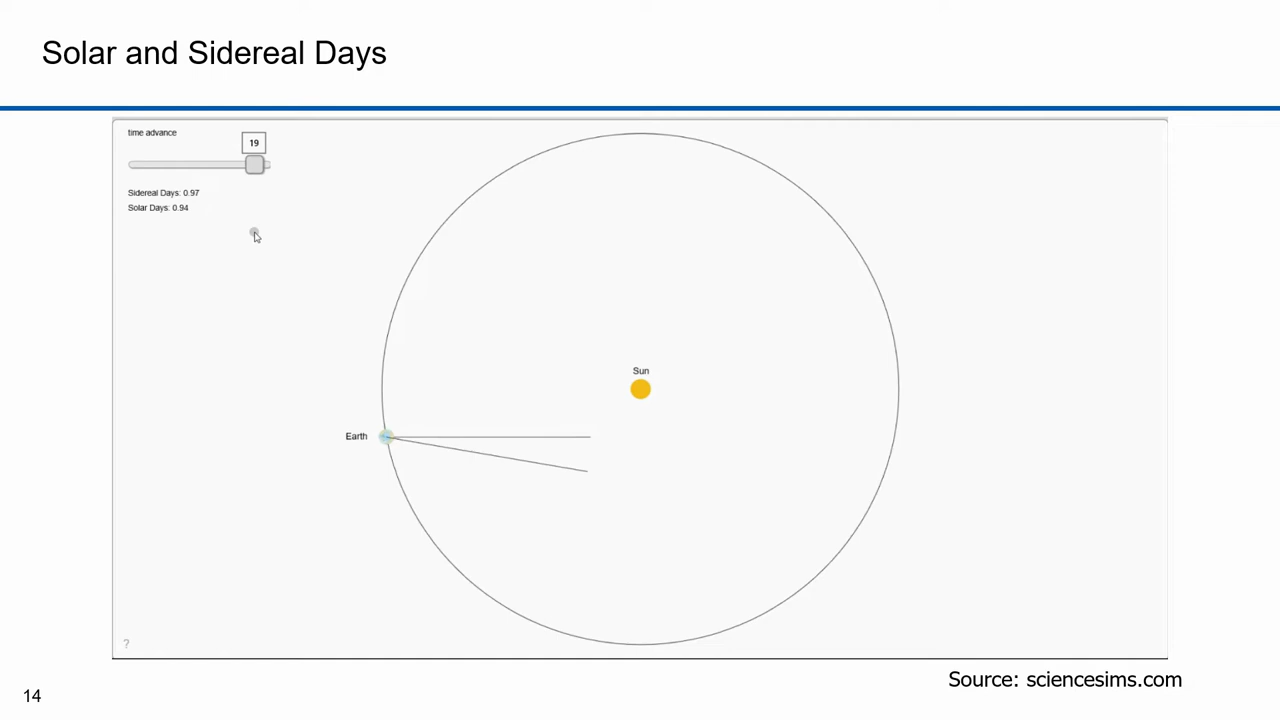 Solar and Sidereal Days
time advance
19
Sidereal Days: 0.97
Solar Days: 0.94
Sun
Earth
?
Source: sciencesims.com
14